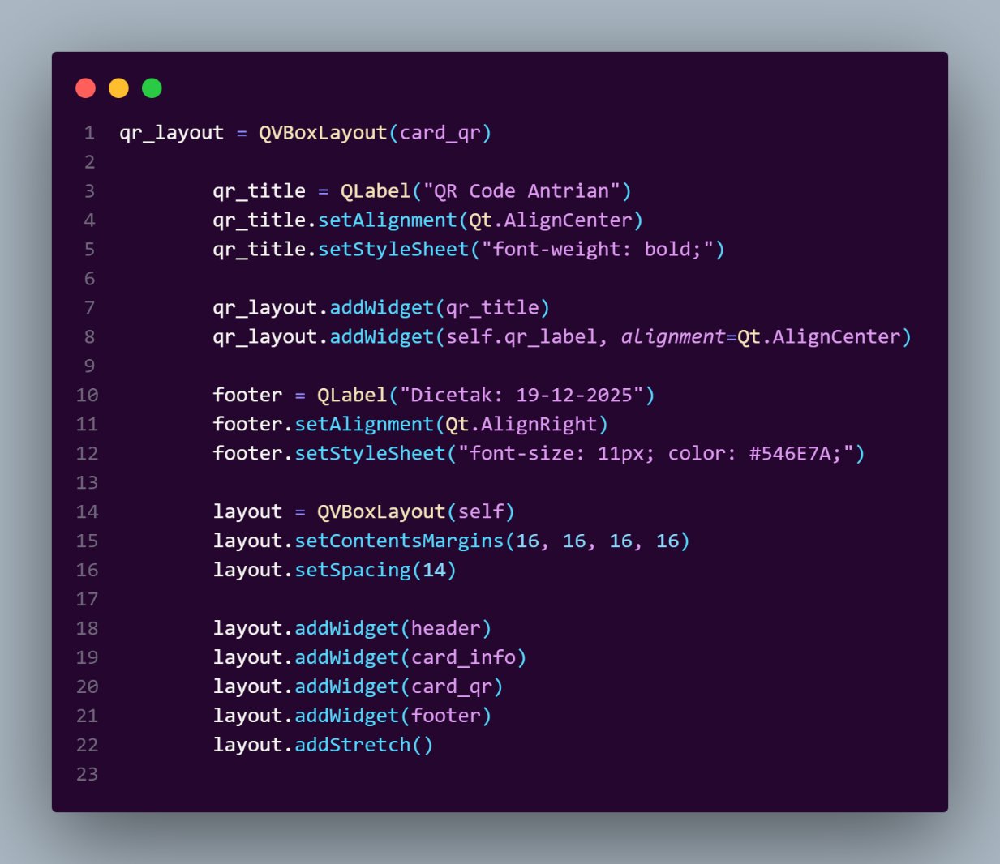 1 qr_layout = QVBoxLayout(card_qr)
2
3         qr_title = QLabel("QR Code Antrian")
4         qr_title.setAlignment(Qt.AlignCenter)
5         qr_title.setStyleSheet("font-weight: bold;")
6
7         qr_layout.addWidget(qr_title)
8         qr_layout.addWidget(self.qr_label, alignment=Qt.AlignCenter)
9
10         footer = QLabel("Dicetak: 19-12-2025")
11         footer.setAlignment(Qt.AlignRight)
12         footer.setStyleSheet("font-size: 11px; color: #546E7A;")
13
14         layout = QVBoxLayout(self)
15         layout.setContentsMargins(16, 16, 16, 16)
16         layout.setSpacing(14)
17
18         layout.addWidget(header)
19         layout.addWidget(card_info)
20         layout.addWidget(card_qr)
21         layout.addWidget(footer)
22         layout.addStretch()
23